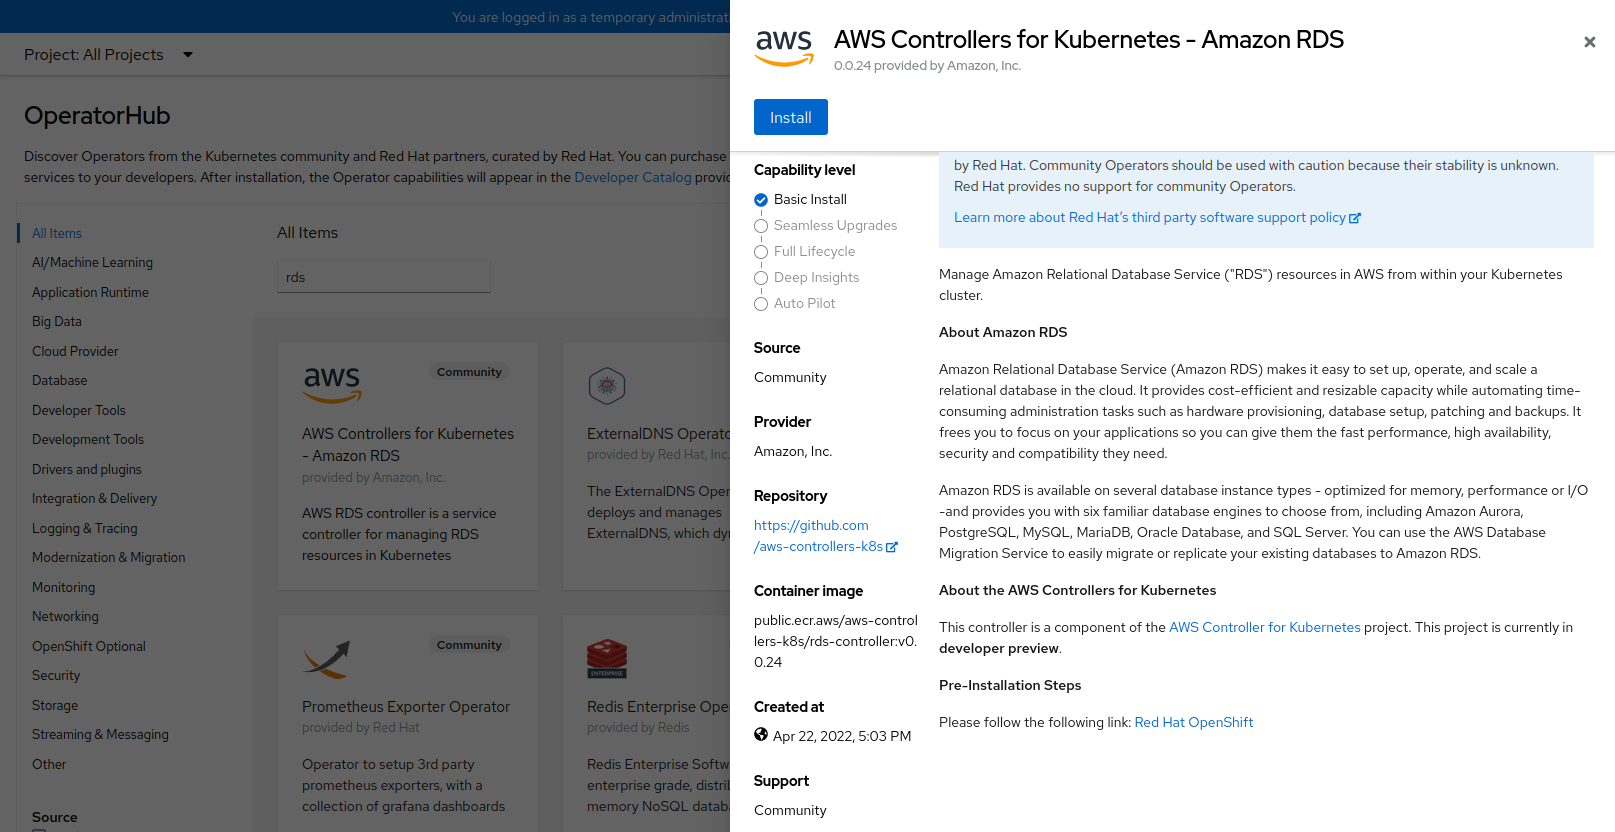 You are logged in as a temporary administrat
Project: All Projects
OperatorHub
Discover Operators from the Kubernetes community and Red Hat partners, curated by Red Hat. You can purchase
services to your developers. After installation, the Operator capabilities will appear in the Developer Catalog provid
All Items
AI/Machine Learning
Application Runtime
Big Data
Cloud Provider
Database
Developer Tools
Development Tools
Drivers and plugins
Integration & Delivery
Logging & Tracing
Modernization & Migration
Monitoring
Networking
OpenShift Optional
Security
Storage
Streaming & Messaging
Other
Source
All Items
rds
aws
Community
AWS Controllers for Kubernetes
- Amazon RDS
provided by Amazon, Inc.
AWS RDS controller is a service
controller for managing RDS
resources in Kubernetes
ExternalDNS Operato
provided by Red Hat, Inc.
The ExternalDNS Oper
deploys and manages
ExternalDNS, which dyn
Community
Prometheus Exporter Operator
provided by Red Hat
Operator to setup 3rd party
prometheus exporters, with a
collection of grafana dashboards
ENTERPRISE
Redis Enterprise Ope
provided by Redis
Redis Enterprise Softw
enterprise grade, distrib
memory NoSQL datab
aws
AWS Controllers for Kubernetes - Amazon RDS
0.0.24 provided by Amazon, Inc.
Install
Capability level
Basic Install
Seamless Upgrades
Full Lifecycle
Deep Insights
Auto Pilot
Source
Community
Provider
Amazon, Inc.
Repository
https://github.com
/aws-controllers-k8s
Container image
public.ecr.aws/aws-control
lers-k8s/rds-controller:v0.
0.24
Created at
Apr 22, 2022, 5:03 PM
Support
Community
by Red Hat. Community Operators should be used with caution because their stability is unknown.
Red Hat provides no support for community Operators.
Learn more about Red Hat's third party software support policy
Manage Amazon Relational Database Service ("RDS") resources in AWS from within your Kubernetes
cluster.
About Amazon RDS
Amazon Relational Database Service (Amazon RDS) makes it easy to set up, operate, and scale a
relational database in the cloud. It provides cost-efficient and resizable capacity while automating time-
consuming administration tasks such as hardware provisioning, database setup, patching and backups. It
frees you to focus on your applications so you can give them the fast performance, high availability,
security and compatibility they need.
Amazon RDS is available on several database instance types - optimized for memory, performance or I/O
-and provides you with six familiar database engines to choose from, including Amazon Aurora,
PostgreSQL, MySQL, MariaDB, Oracle Database, and SQL Server. You can use the AWS Database
Migration Service to easily migrate or replicate your existing databases to Amazon RDS.
About the AWS Controllers for Kubernetes
This controller is a component of the AWS Controller for Kubernetes project. This project is currently in
developer preview.
Pre-Installation Steps
Please follow the following link: Red Hat OpenShift